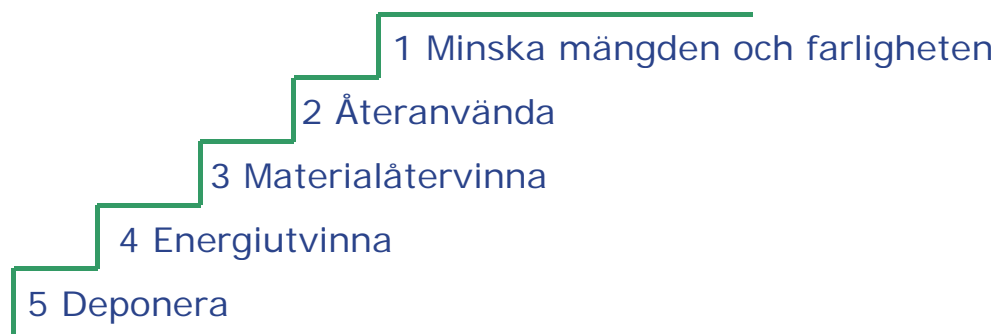 1 Minska mängden och farligheten
2 Återanvända
3 Materialåtervinna
4 Energiutvinna
5 Deponera